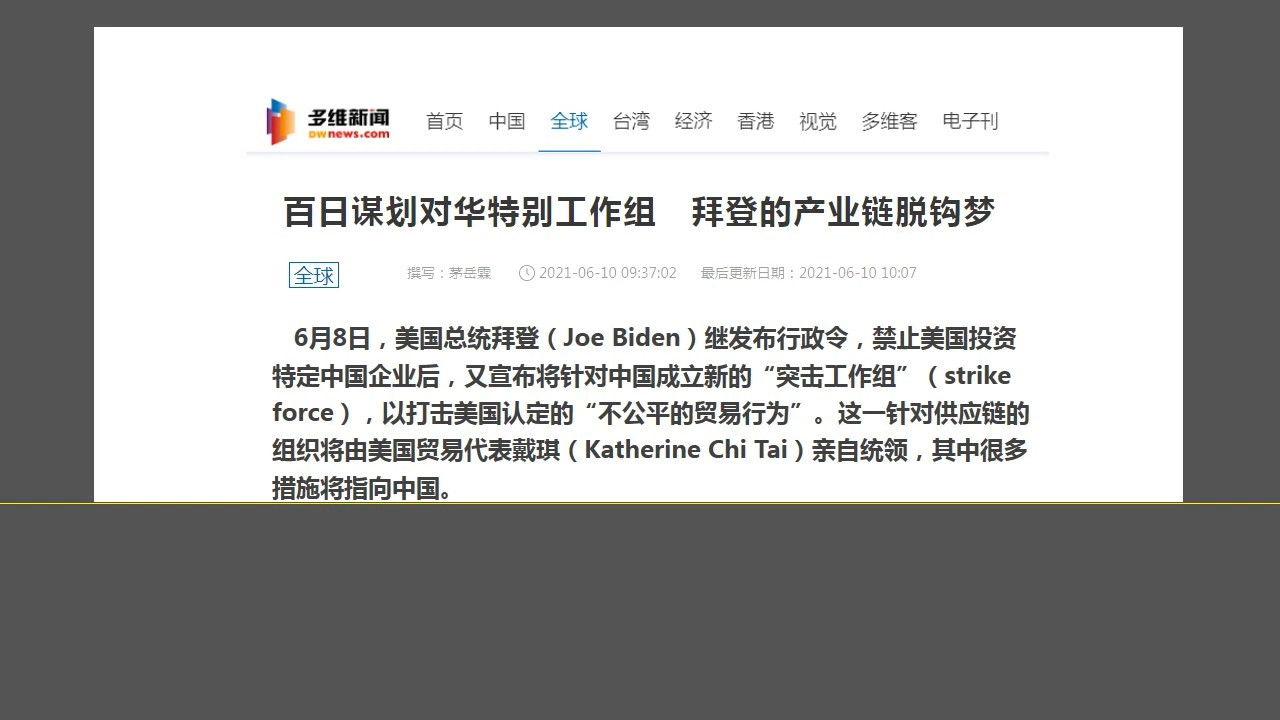 多维新闻
DWnews.com
首页 中国 全球 台湾 经济 香港 视觉 多维客 电子刊
百日谋划对华特别工作组 拜登的产业链脱钩梦
全球 撰写：茅岳霖 2021-06-10 09:37:02 最后更新日期：2021-06-10 10:07
6月8日，美国总统拜登（Joe Biden）继发布行政令，禁止美国投资
特定中国企业后，又宣布将针对中国成立新的“突击工作组”（strike
force），以打击美国认定的“不公平的贸易行为”。这一针对供应链的
组织将由美国贸易代表戴琪（Katherine Chi Tai）亲自统领，其中很多
措施将指向中国。